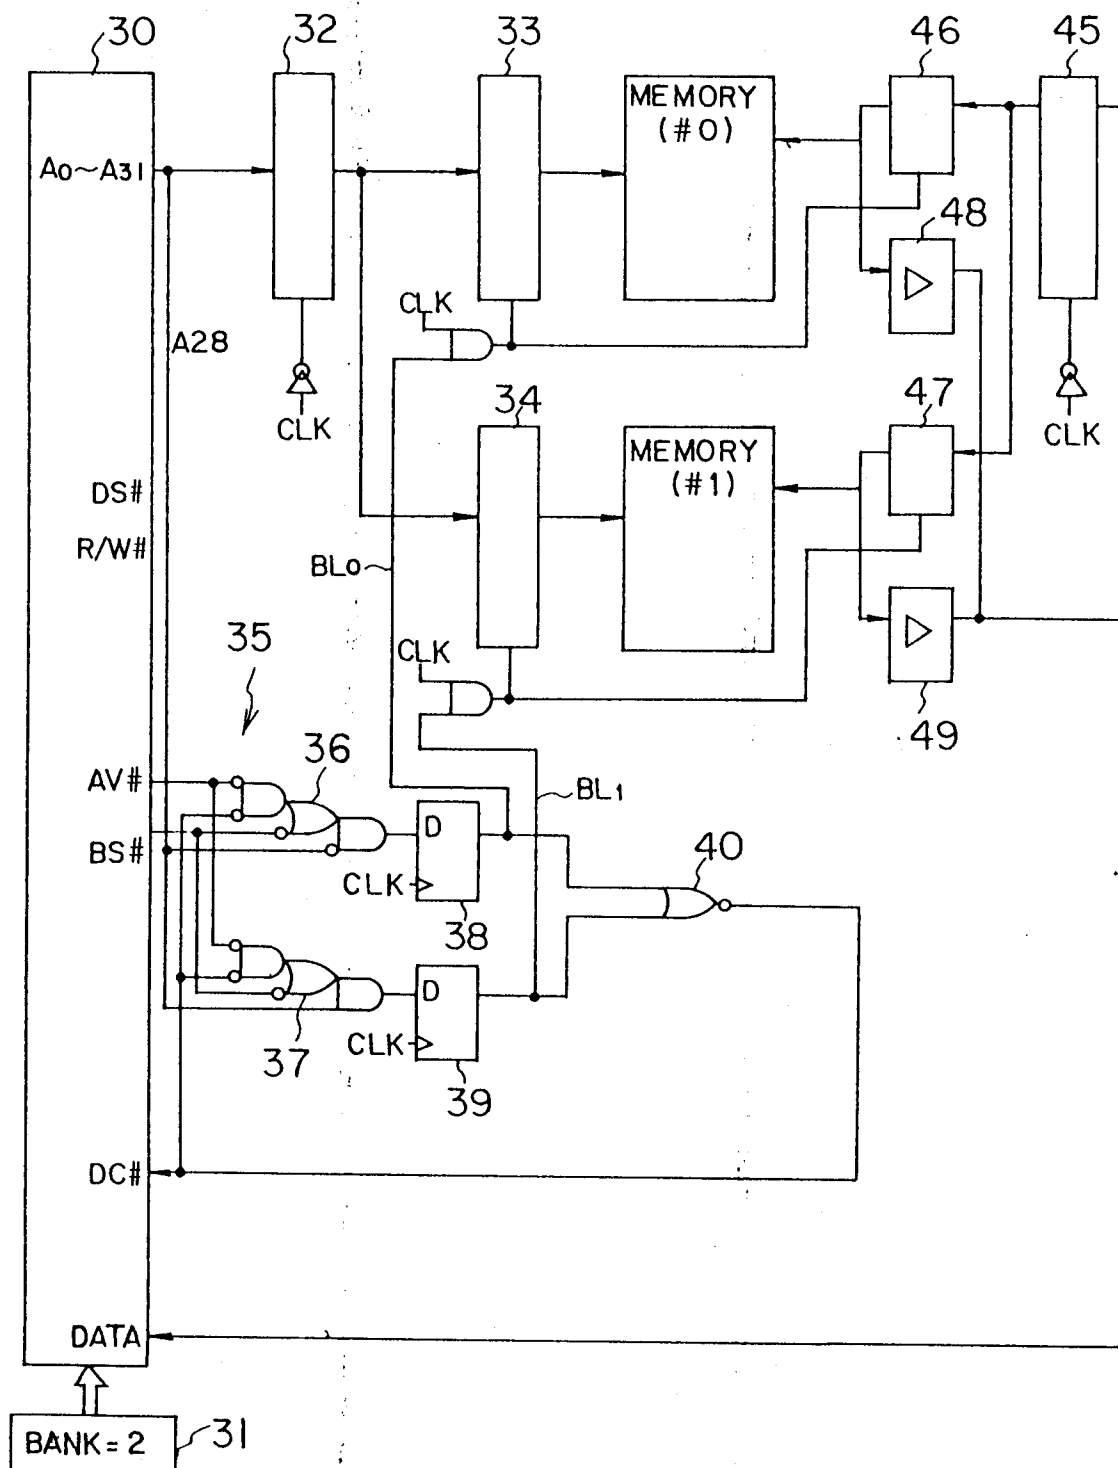 30
32
33
46
45
MEMORY
(#0)
A0~A31
48
CLK
A28
34
47
CLK
CLK
MEMORY
(#1)
DS#
R/W#
BL0
35
CLK
49
36
AV#
BL1
D
40
BS#
CLK
38
D
37
CLK
39
DC#
DATA
BANK=2
31